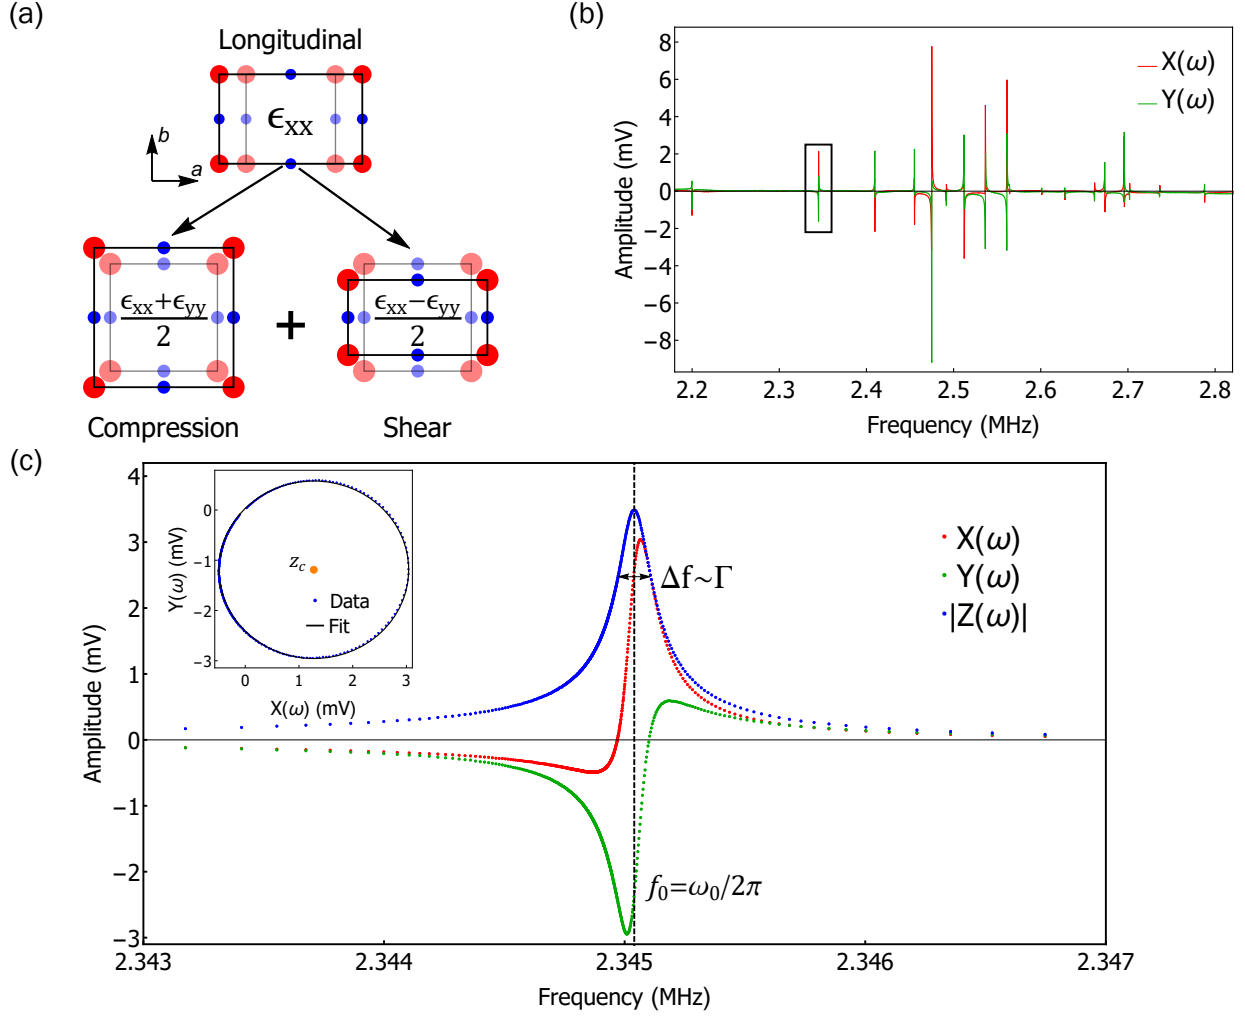 (a)
Longitudinal
ϵxx
b
a
ϵxx+ϵyy
2
+
ϵxx−ϵyy
2
Compression
Shear
(b)
8
6
4
2
0
−2
−4
−6
−8
Amplitude (mV)
X(ω)
Y(ω)
2.2 2.3 2.4 2.5 2.6 2.7 2.8
Frequency (MHz)
(c)
4
3
2
1
0
−1
−2
−3
Amplitude (mV)
0
−1
−2
−3
Y(ω) (mV)
zc
Data
Fit
0 1 2 3
X(ω) (mV)
Δf~Γ
X(ω)
Y(ω)
|Z(ω)|
f0=ω0/2π
2.343 2.344 2.345 2.346 2.347
Frequency (MHz)